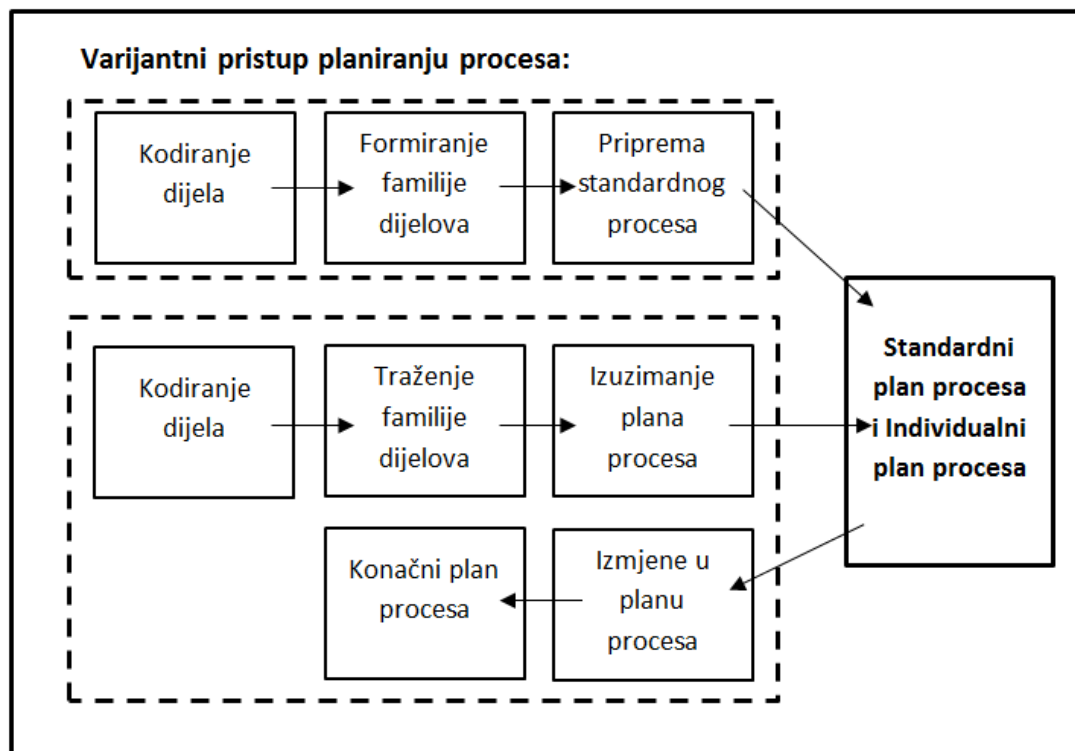 Varijantni pristup planiranju procesa:
Kodiranje
dijela
Formiranje
familije
dijelova
Priprema
standardnog
procesa
Kodiranje
dijela
Traženje
familije
dijelova
Izuzimanje
plana
procesa
Standardni
plan procesa
i Individualni
plan procesa
Konačni plan
procesa
Izmjene u
planu
procesa